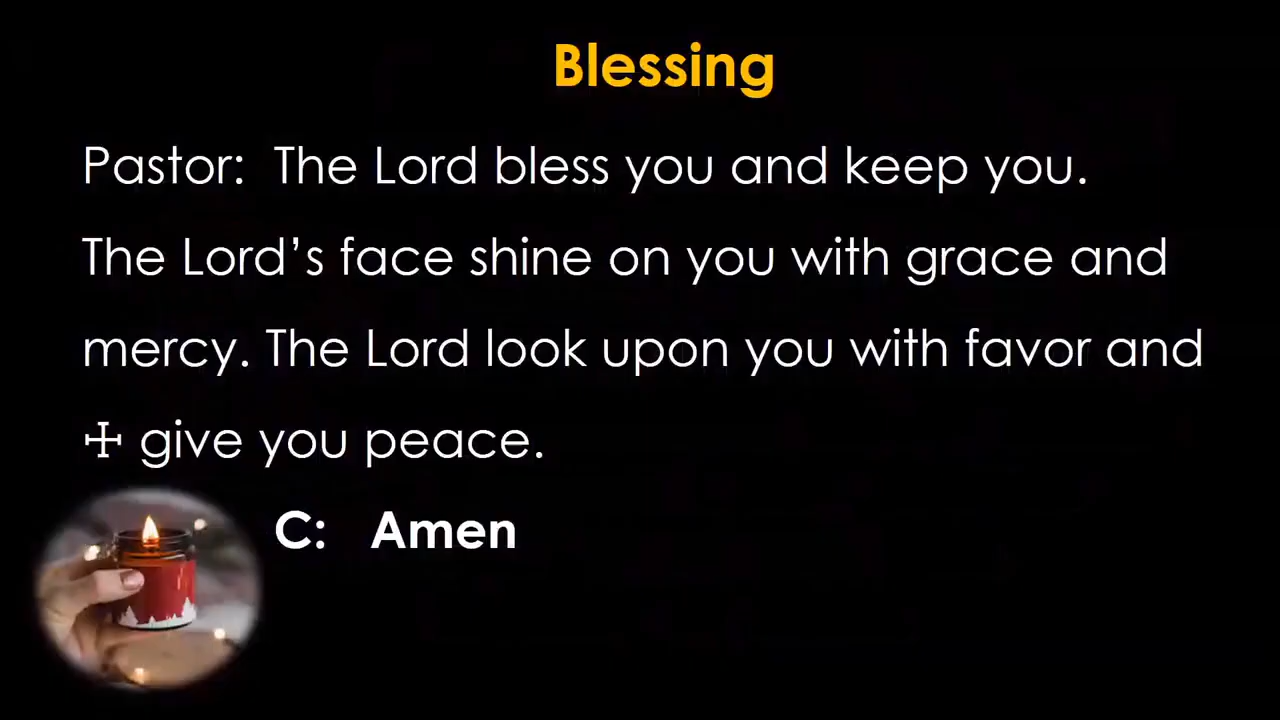 Blessing
Pastor:  The Lord bless you and keep you.
The Lord’s face shine on you with grace and
mercy. The Lord look upon you with favor and
☩ give you peace.
C:   Amen